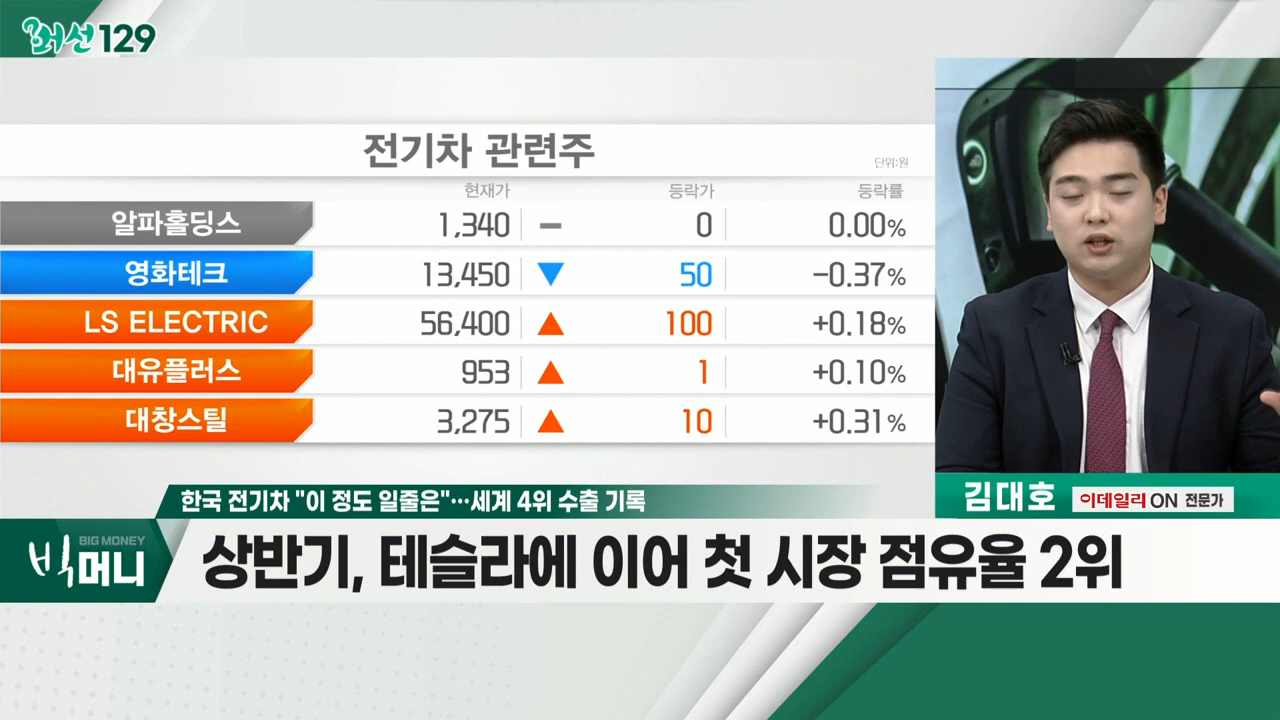 머선129
전기차 관련주
단위:원
현재가 등락가 등락률
알파홀딩스 1,340 – 0 0.00%
영화테크 13,450 ▼ 50 -0.37%
LS ELECTRIC 56,400 ▲ 100 +0.18%
대유플러스 953 ▲ 1 +0.10%
대창스틸 3,275 ▲ 10 +0.31%
김대호 이데일리ON 전문가
한국 전기차 "이 정도 일줄은"…세계 4위 수출 기록
BIG MONEY
빅머니
상반기, 테슬라에 이어 첫 시장 점유율 2위